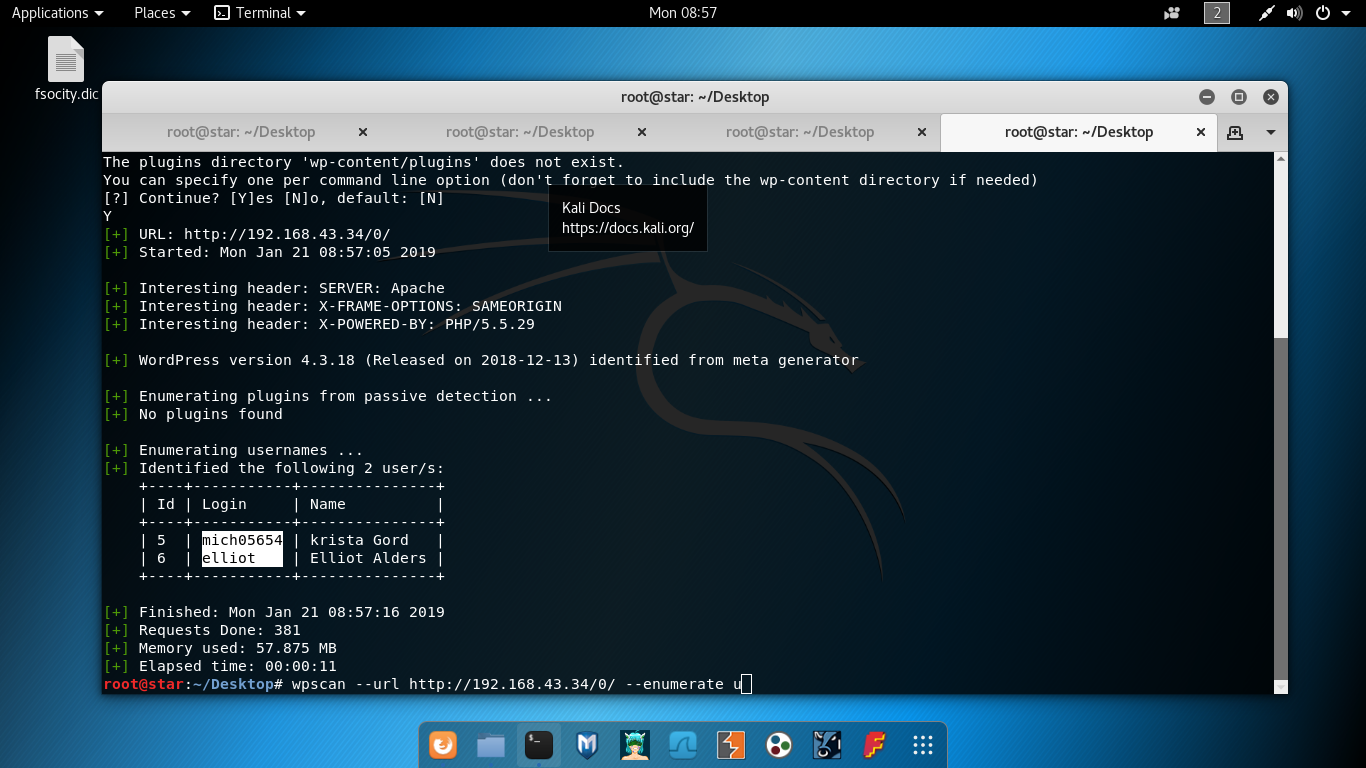 Applications Places Terminal Mon 08:57 2
fsocity.dic
root@star: ~/Desktop
root@star: ~/Desktop root@star: ~/Desktop root@star: ~/Desktop root@star: ~/Desktop
The plugins directory 'wp-content/plugins' does not exist.
You can specify one per command line option (don't forget to include the wp-content directory if needed)
[?] Continue? [Y]es [N]o, default: [N]
Y
Kali Docs
https://docs.kali.org/
[+] URL: http://192.168.43.34/0/
[+] Started: Mon Jan 21 08:57:05 2019
[+] Interesting header: SERVER: Apache
[+] Interesting header: X-FRAME-OPTIONS: SAMEORIGIN
[+] Interesting header: X-POWERED-BY: PHP/5.5.29
[+] WordPress version 4.3.18 (Released on 2018-12-13) identified from meta generator
[+] Enumerating plugins from passive detection ...
[+] No plugins found
[+] Enumerating usernames ...
[+] Identified the following 2 user/s:
+----+-----------+---------------+
| Id | Login | Name |
+----+-----------+---------------+
| 5 | mich05654 | krista Gord |
| 6 | elliot | Elliot Alders |
+----+-----------+---------------+
[+] Finished: Mon Jan 21 08:57:16 2019
[+] Requests Done: 381
[+] Memory used: 57.875 MB
[+] Elapsed time: 00:00:11
root@star:~/Desktop# wpscan --url http://192.168.43.34/0/ --enumerate u